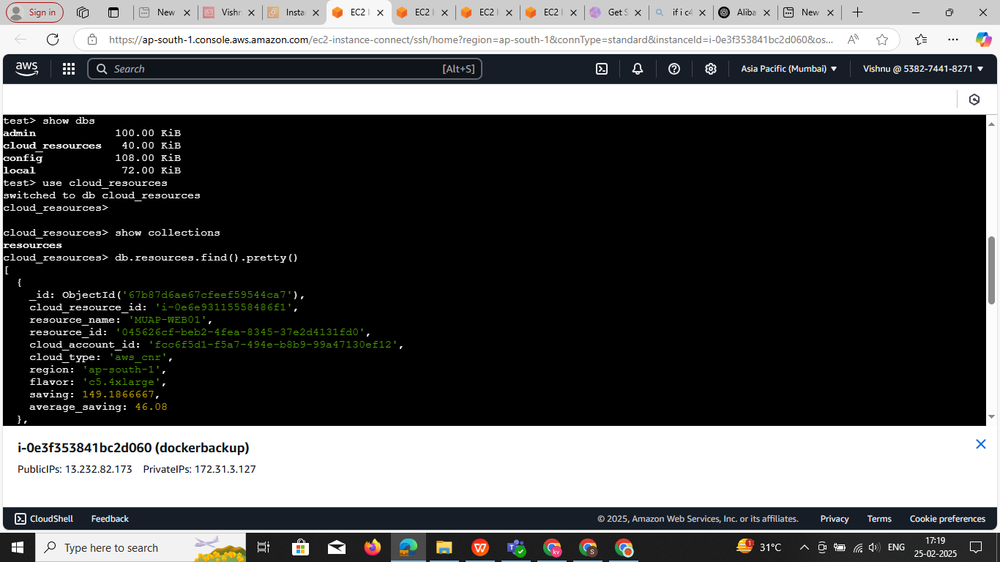 Sign in
New
Vishr
Insta
EC2 I
EC2 I
EC2 I
EC2 I
Get S
if i c4
Aliba
New
https://ap-south-1.console.aws.amazon.com/ec2-instance-connect/ssh/home?region=ap-south-1&connType=standard&instanceId=i-0e3f353841bc2d060&os...
aws
Search
[Alt+S]
Asia Pacific (Mumbai)
Vishnu @ 5382-7441-8271
test> show dbs
admin 100.00 KiB
cloud_resources 40.00 KiB
config 108.00 KiB
local 72.00 KiB
test> use cloud_resources
switched to db cloud_resources
cloud_resources>
cloud_resources> show collections
resources
cloud_resources> db.resources.find().pretty()
[
{
_id: ObjectId('67b87d6ae67cfeef59544ca7'),
cloud_resource_id: 'i-0e6e93115558486f1',
resource_name: 'MUAP-WEB01',
resource_id: '045626cf-beb2-4fea-8345-37e2d4131fd0',
cloud_account_id: 'fcc6f5d1-f5a7-494e-b8b9-99a47130ef12',
cloud_type: 'aws_cnr',
region: 'ap-south-1',
flavor: 'c5.4xlarge',
saving: 149.1866667,
average_saving: 46.08
},
i-0e3f353841bc2d060 (dockerbackup)
PublicIPs: 13.232.82.173 PrivateIPs: 172.31.3.127
CloudShell
Feedback
© 2025, Amazon Web Services, Inc. or its affiliates.
Privacy
Terms
Cookie preferences
Type here to search
31°C
ENG
17:19
25-02-2025